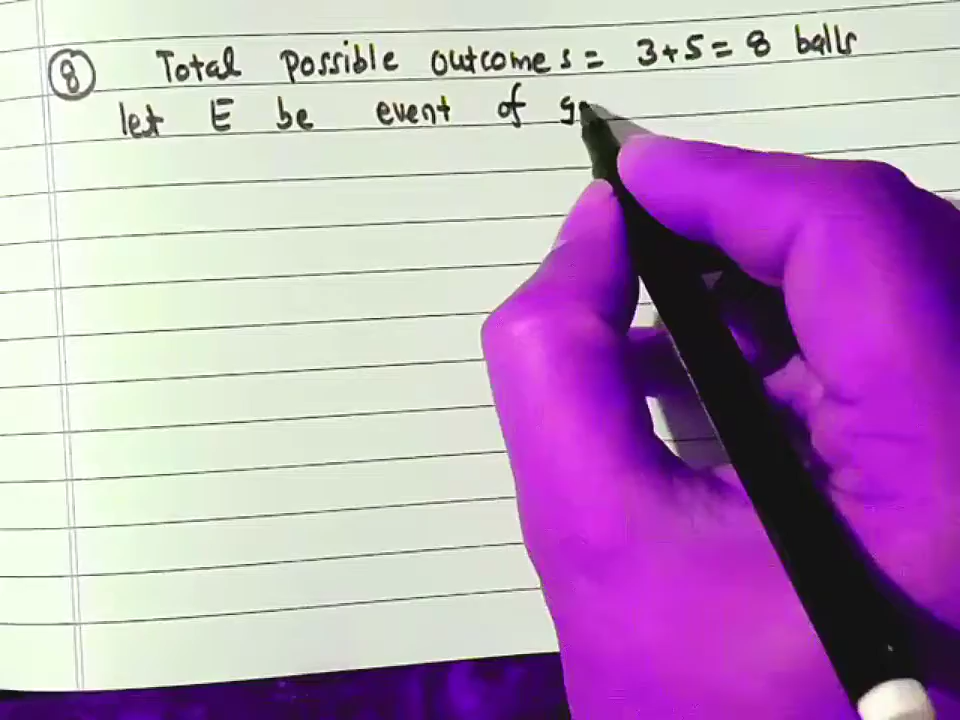 ⑧ Total possible outcomes = 3+5 = 8 balls
let E be event of